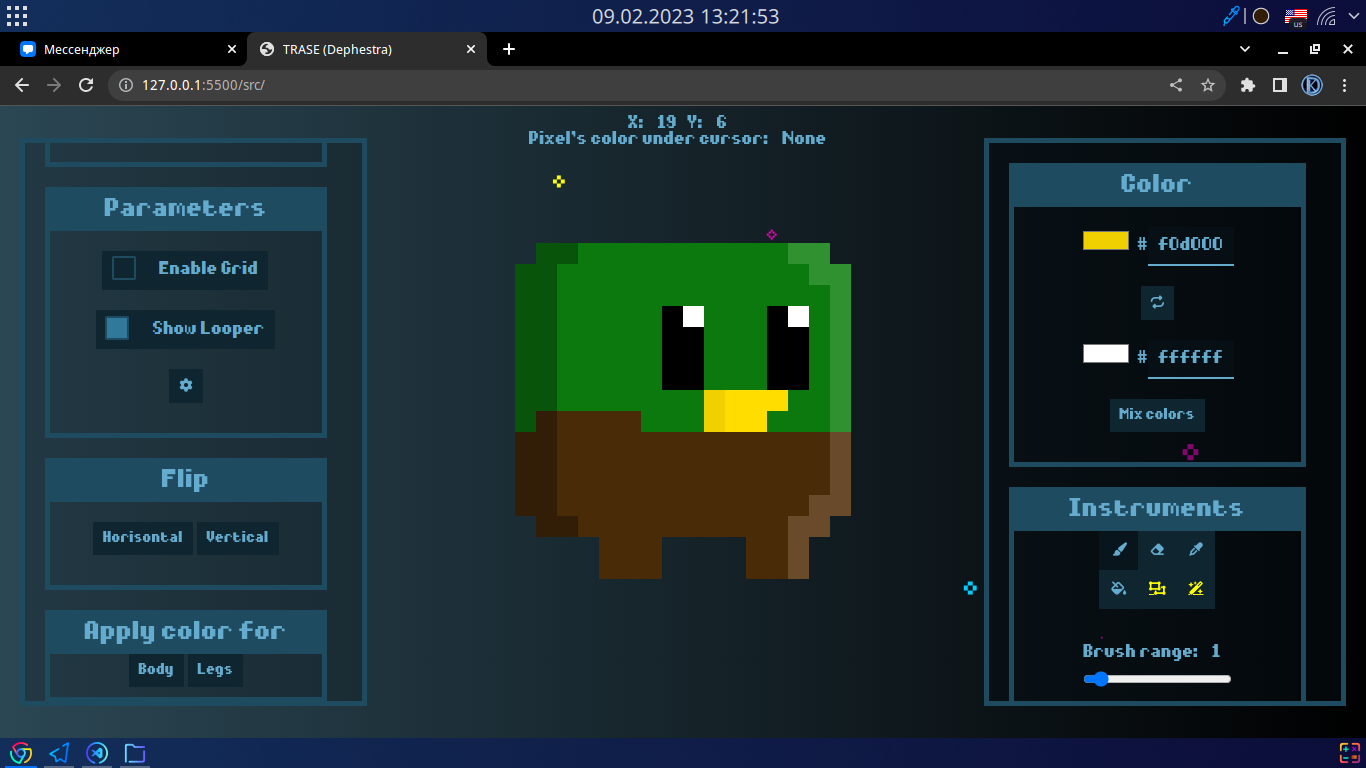 09.02.2023 13:21:53
us
Мессенджер
TRASE (Dephestra)
127.0.0.1:5500/src/
X: 19 Y: 6
Pixel's color under cursor: None
Parameters
Enable Grid
Show Looper
Flip
Horisontal
Vertical
Apply color for
Body
Legs
Color
# f0d000
# ffffff
Mix colors
Instruments
Brush range: 1